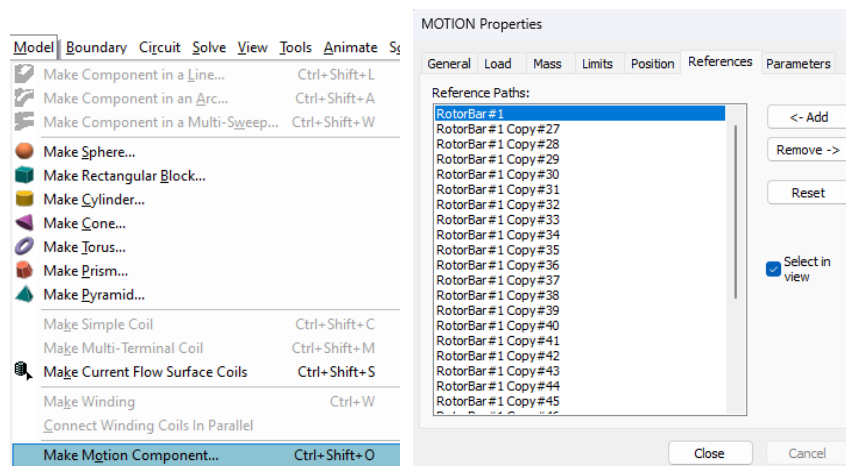 Model Boundary Circuit Solve View Tools Animate
Make Component in a Line... Ctrl+Shift+L
Make Component in an Arc... Ctrl+Shift+A
Make Component in a Multi-Sweep... Ctrl+Shift+W
Make Sphere...
Make Rectangular Block...
Make Cylinder...
Make Cone...
Make Torus...
Make Prism...
Make Pyramid...
Make Simple Coil Ctrl+Shift+C
Make Multi-Terminal Coil Ctrl+Shift+M
Make Current Flow Surface Coils Ctrl+Shift+S
Make Winding Ctrl+W
Connect Winding Coils In Parallel
Make Motion Component... Ctrl+Shift+O
MOTION Properties
General Load Mass Limits Position References Parameters
Reference Paths:
RotorBar#1
RotorBar#1 Copy#27
RotorBar#1 Copy#28
RotorBar#1 Copy#29
RotorBar#1 Copy#30
RotorBar#1 Copy#31
RotorBar#1 Copy#32
RotorBar#1 Copy#33
RotorBar#1 Copy#34
RotorBar#1 Copy#35
RotorBar#1 Copy#36
RotorBar#1 Copy#37
RotorBar#1 Copy#38
RotorBar#1 Copy#39
RotorBar#1 Copy#40
RotorBar#1 Copy#41
RotorBar#1 Copy#42
RotorBar#1 Copy#43
RotorBar#1 Copy#44
RotorBar#1 Copy#45
<- Add
Remove ->
Reset
Select in
view
Close Cancel